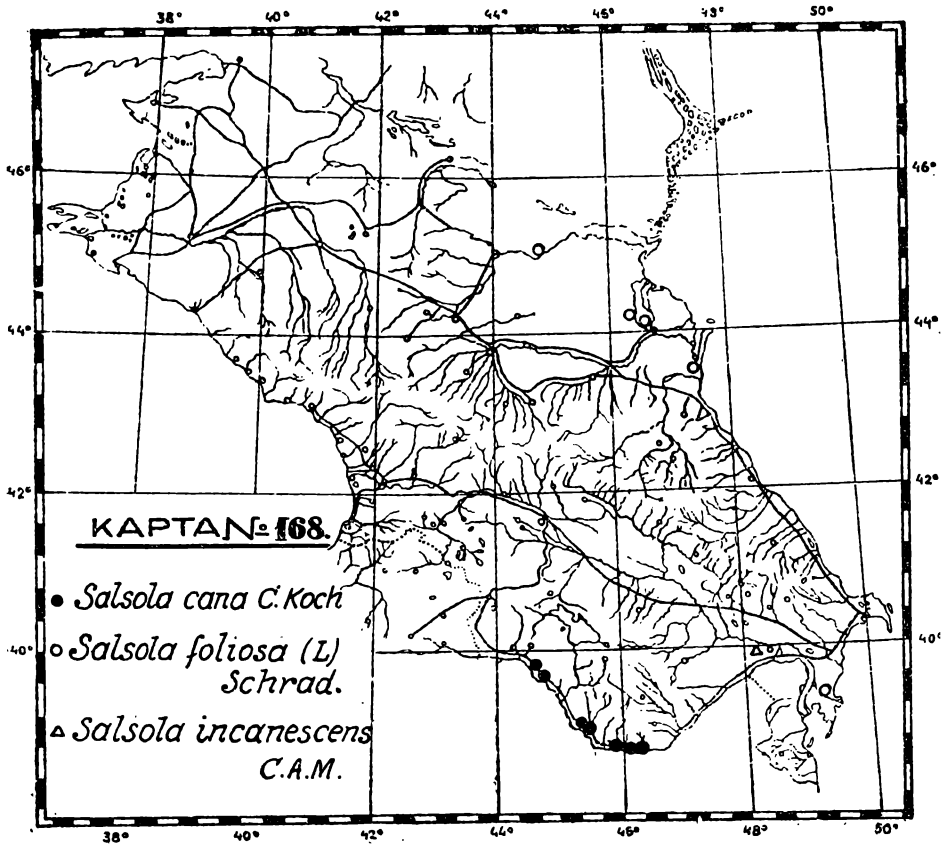 38° 40° 42° 44° 46° 48° 50°
46° 46°
44° 44°
42° 42°
КАРТА № 168.
Salsola cana C. Koch
40° Salsola foliosa (L) 40°
Schrad.
Salsola incanescens
C.A.M.
38° 40° 42° 44° 46° 48° 50°